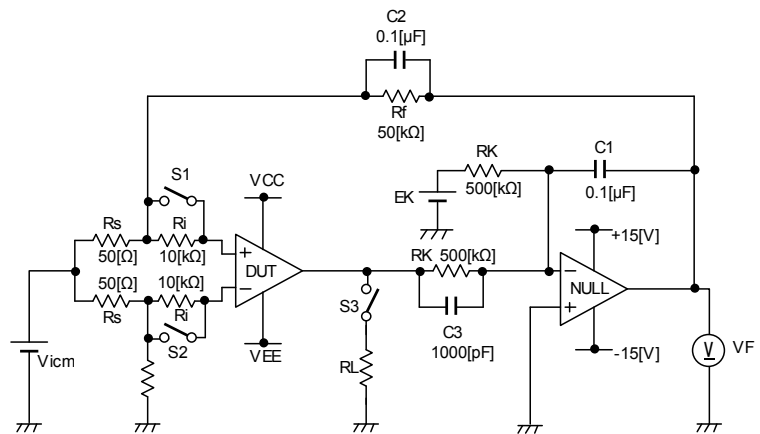 C2
0.1[µF]
Rf
50[kΩ]
S1
VCC
RK
500[kΩ]
C1
0.1[µF]
EK
Rs
50[Ω]
Ri
10[kΩ]
+
DUT
−
50[Ω]
Rs
10[kΩ]
Ri
S2
VEE
Vicm
RK
500[kΩ]
C3
1000[pF]
S3
RL
+15[V]
−
NULL
+
-15[V]
V
VF